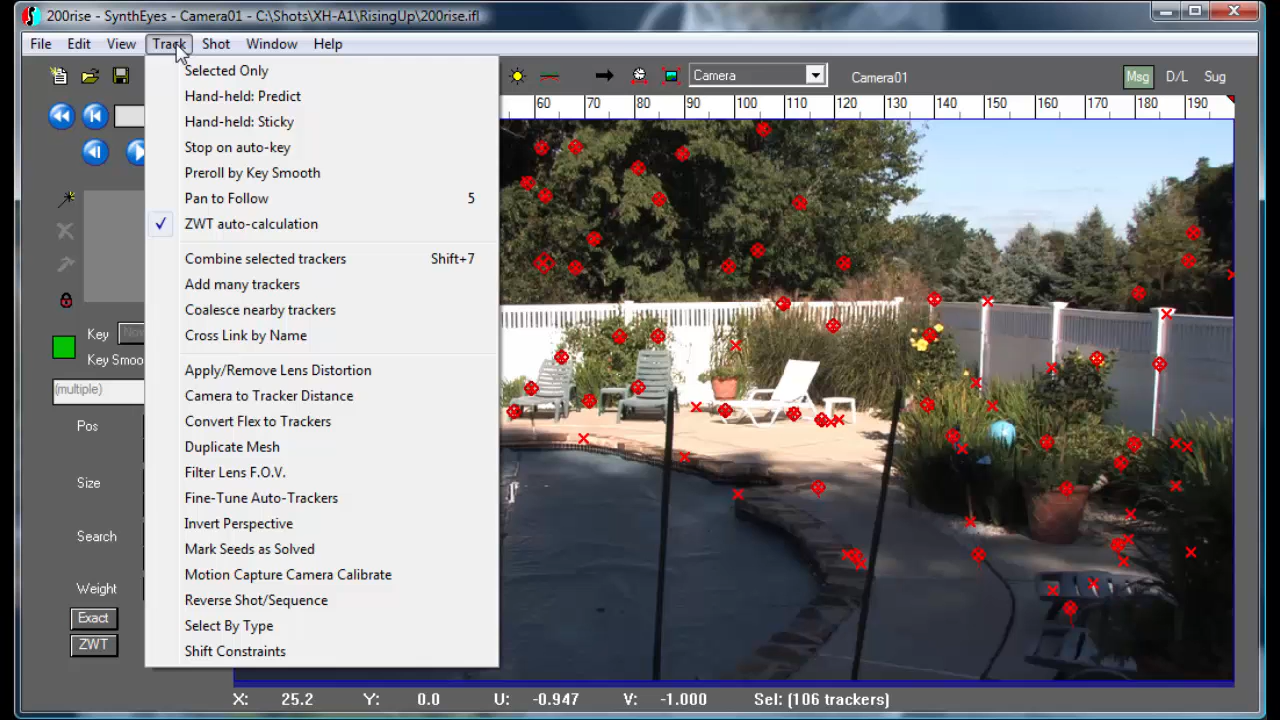 200rise - SynthEyes - Camera01 - C:\Shots\XH-A1\RisingUp\200rise.ifl
File Edit View Track Shot Window Help
Camera Camera01 Msg D/L Sug
60 70 80 90 100 110 120 130 140 150 160 170 180 190
Selected Only
Hand-held: Predict
Hand-held: Sticky
Stop on auto-key
Preroll by Key Smooth
Pan to Follow 5
✓ ZWT auto-calculation
Combine selected trackers Shift+7
Add many trackers
Coalesce nearby trackers
Cross Link by Name
Apply/Remove Lens Distortion
Camera to Tracker Distance
Convert Flex to Trackers
Duplicate Mesh
Filter Lens F.O.V.
Fine-Tune Auto-Trackers
Invert Perspective
Mark Seeds as Solved
Motion Capture Camera Calibrate
Reverse Shot/Sequence
Select By Type
Shift Constraints
Key Now
Key Smoo
(multiple)
Pos
Size
Search
Weight
Exact
ZWT
X: 25.2 Y: 0.0 U: -0.947 V: -1.000 Sel: (106 trackers)